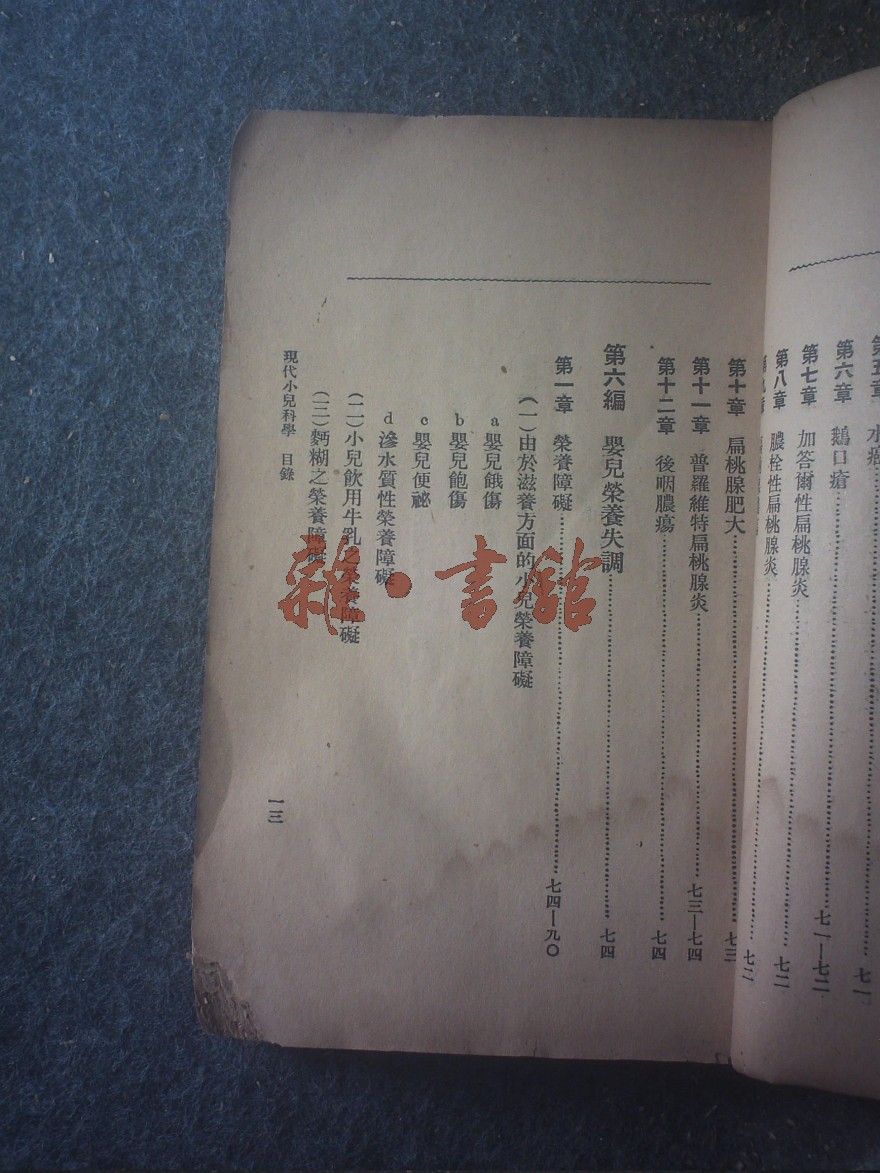 水癌⋯⋯七一
第六章 鵝口瘡
第七章 加答爾性扁桃腺炎⋯⋯七一—七二
第八章 膿栓性扁桃腺炎⋯⋯七二
⋯⋯七二
第十章 扁桃腺肥大⋯⋯七三
第十一章 普羅維特扁桃腺炎⋯⋯七三—七四
第十二章 後咽膿瘍⋯⋯七四
第六編 嬰兒榮養失調⋯⋯七四
第一章 榮養障礙⋯⋯七四—九〇
(一)由於滋養方面的小兒榮養障礙
a 嬰兒餓傷
b 嬰兒飽傷
c 嬰兒便祕
d 滲水質性榮養障礙
(二)小兒飲用牛乳之榮養障礙
(三)麪糊之榮養障礙
現代小兒科學 目錄
一三
雜·書館